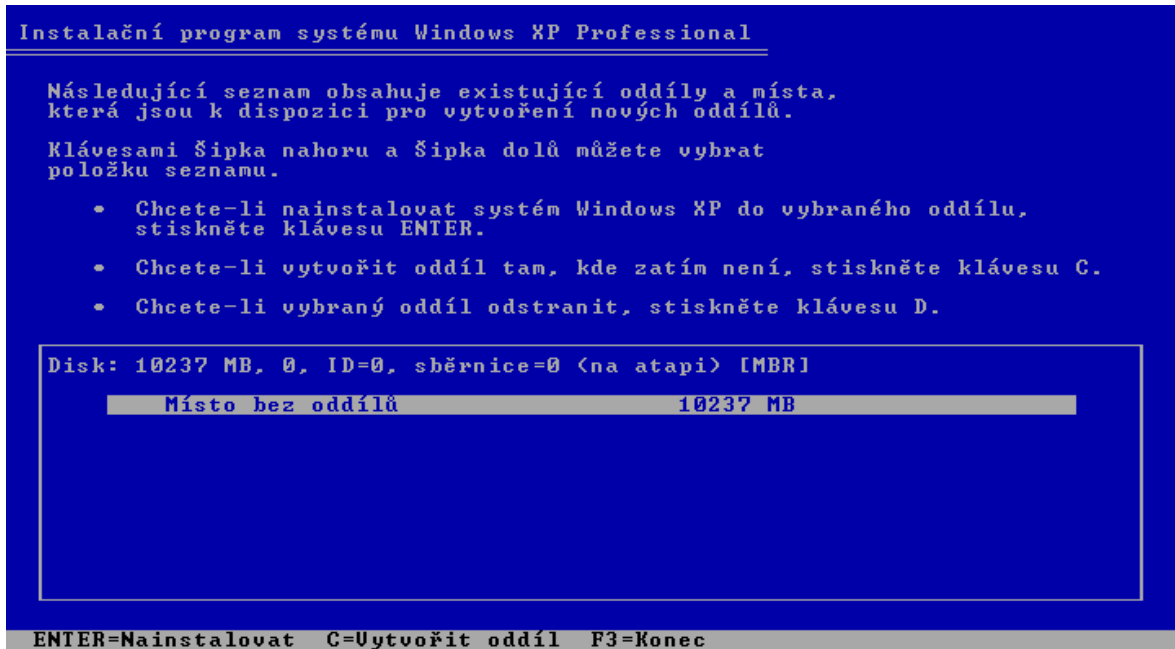 Instalační program systému Windows XP Professional
Následující seznam obsahuje existující oddíly a místa,
která jsou k dispozici pro vytvoření nových oddílů.
Klávesami Šipka nahoru a Šipka dolů můžete vybrat
položku seznamu.
• Chcete-li nainstalovat systém Windows XP do vybraného oddílu,
stiskněte klávesu ENTER.
• Chcete-li vytvořit oddíl tam, kde zatím není, stiskněte klávesu C.
• Chcete-li vybraný oddíl odstranit, stiskněte klávesu D.
Disk: 10237 MB, 0, ID=0, sběrnice=0 (na atapi) [MBR]
Místo bez oddílů 10237 MB
ENTER=Nainstalovat C=Vytvořit oddíl F3=Konec